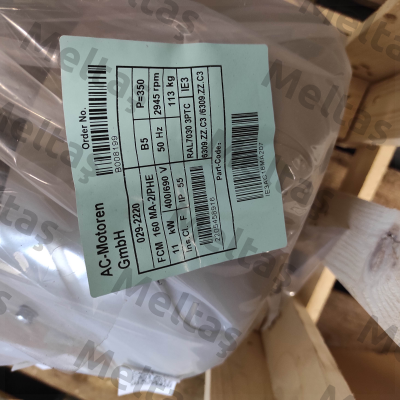 AC-Motoren
GmbH
Order No.
B008199
029-2220
FCM 160 MA-2/PHE
11 kW 400/690 V
Ins.Cl. F IP 55
B5
50 Hz
P=350
2945 rpm
113 kg
RAL7030 3PTC IE3
6309.ZZ.C3 /6309.ZZ.C3
Part-Code:
Meltaş